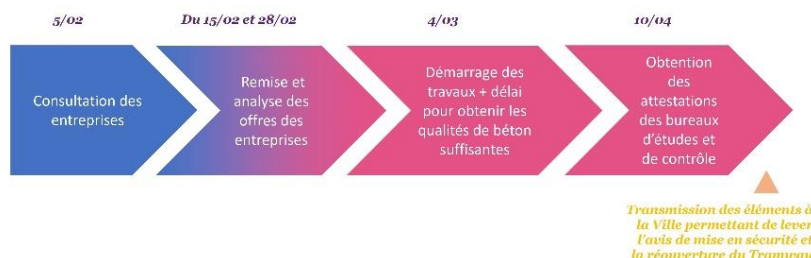 5/02
Du 15/02 et 28/02
4/03
10/04
Consultation des
entreprises
Remise et
analyse des
offres des
entreprises
Démarrage des
travaux + délai
pour obtenir les
qualités de béton
suffisantes
Obtention
des
attestations
des bureaux
d'études et
de contrôle
Transmission des éléments à
la Ville permettant de lever
l'avis de mise en sécurité et
la réouverture du Tramway